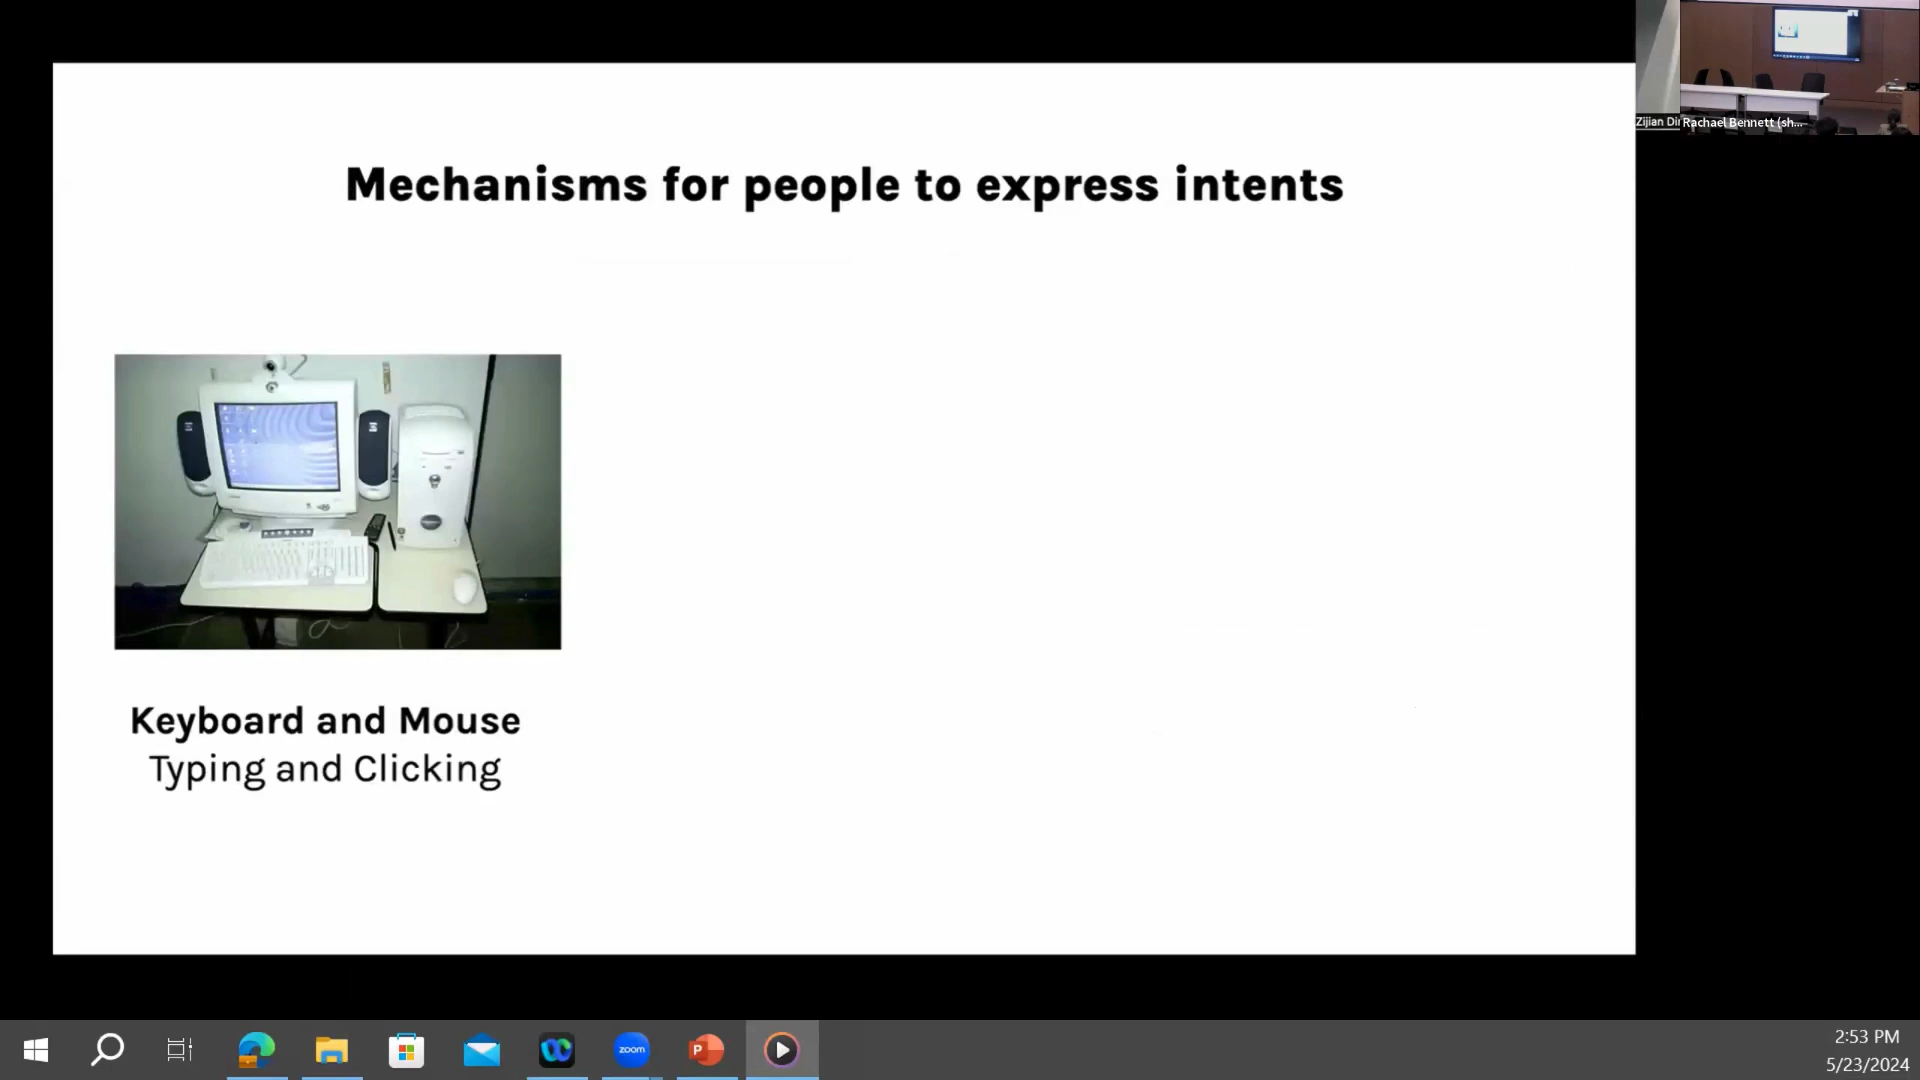 Mechanisms for people to express intents
Keyboard and Mouse
Typing and Clicking
Zijian Di
Rachael Bennett (sh...
zoom
P
2:53 PM
5/23/2024